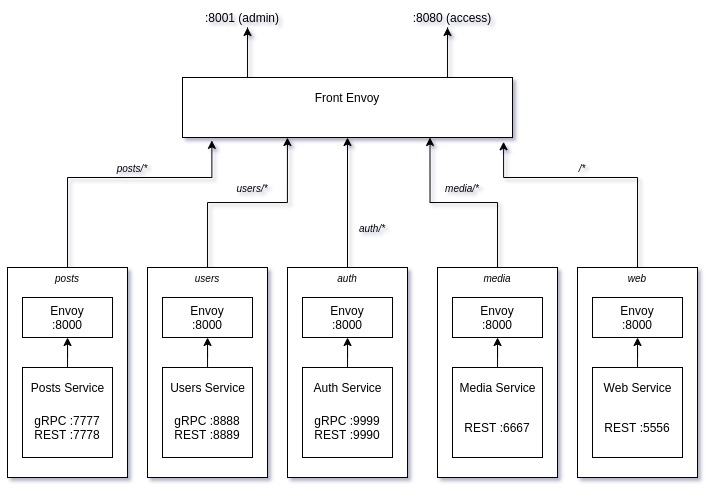 :8001 (admin)
:8080 (access)
Front Envoy
posts/*
users/*
auth/*
media/*
/*
posts
Envoy
:8000
Posts Service
gRPC :7777
REST :7778
users
Envoy
:8000
Users Service
gRPC :8888
REST :8889
auth
Envoy
:8000
Auth Service
gRPC :9999
REST :9990
media
Envoy
:8000
Media Service
REST :6667
web
Envoy
:8000
Web Service
REST :5556